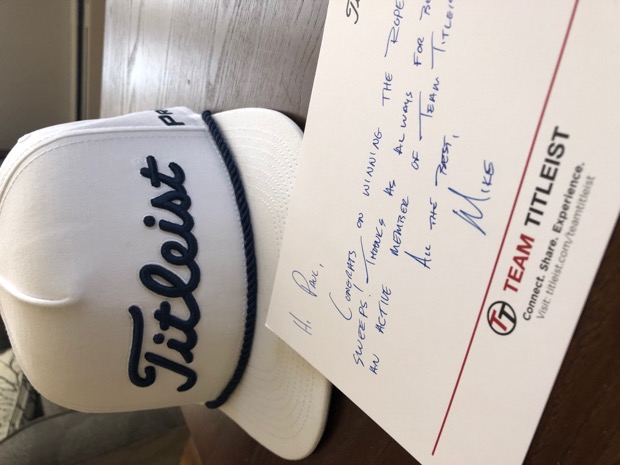 Titleist
Hi Paul,
Congrats on winning the Rope
Sweeps! Thanks as always for
an active member of Team Titleist
All the best,
Mike
TEAM TITLEIST
Connect. Share. Experience.
Visit: titleist.com/teamtitleist